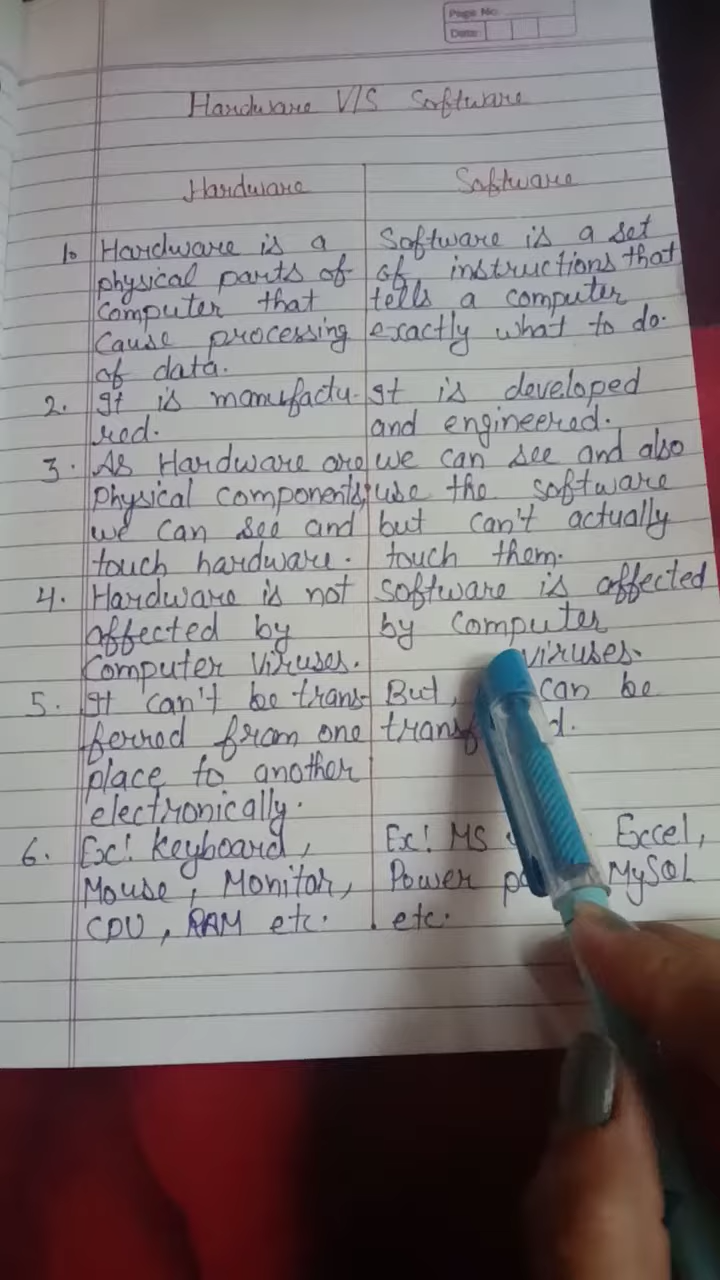 Page No.
Date:
Hardware V/S Software
Hardware
Software
1. Hardware is a
physical parts of
computer that
cause processing
of data.
Software is a set
of instructions that
tells a computer
exactly what to do.
2. It is manufactu-
red.
It is developed
and engineered.
3. As Hardware are
physical components,
we can see and
touch hardware.
we can see and also
use the software
but can't actually
touch them.
4. Hardware is not
affected by
computer viruses.
Software is affected
by computer
viruses.
5. It can't be trans-
ferred from one
place to another
electronically.
But, can be
d.
6. Ex! Keyboard,
Mouse, Monitor,
CPU, RAM etc.
Ex! MS Excel,
Power MySQL
etc.